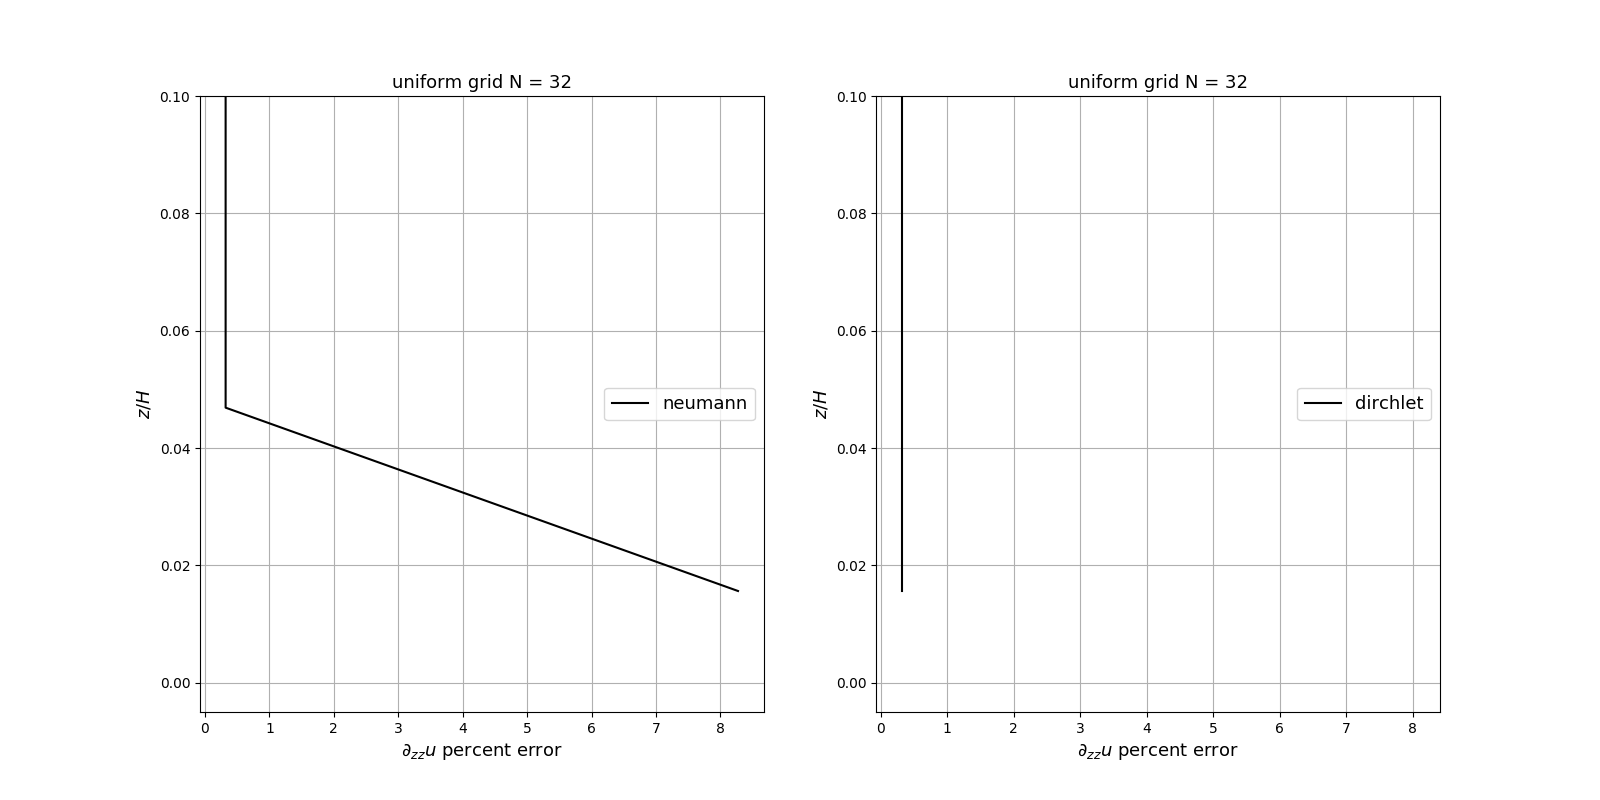 uniform grid N = 32
0.10
0.08
0.06
0.04
0.02
0.00
z/H
neumann
0 1 2 3 4 5 6 7 8
∂zzu percent error
uniform grid N = 32
0.10
0.08
0.06
0.04
0.02
0.00
z/H
dirchlet
0 1 2 3 4 5 6 7 8
∂zzu percent error